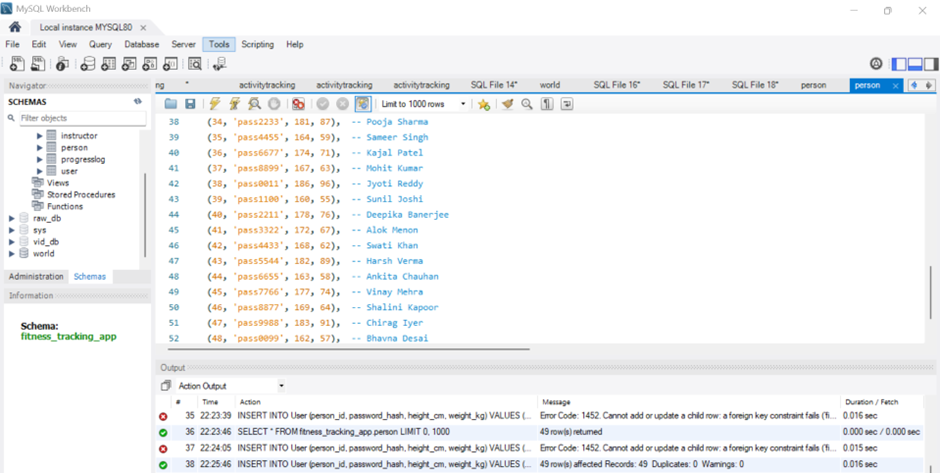 MySQL Workbench
Local instance MYSQL80
File Edit View Query Database Server Tools Scripting Help
Navigator
SCHEMAS
Filter objects
instructor
person
progresslog
user
Views
Stored Procedures
Functions
raw_db
sys
vid_db
world
Administration Schemas
Information
Schema:
fitness_tracking_app
ng * activitytracking activitytracking activitytracking SQL File 14* world SQL File 16* SQL File 17* SQL File 18* person person
Limit to 1000 rows
38 (34, 'pass2233', 181, 87), -- Pooja Sharma
39 (35, 'pass4455', 164, 59), -- Sameer Singh
40 (36, 'pass6677', 174, 71), -- Kajal Patel
41 (37, 'pass8899', 167, 63), -- Mohit Kumar
42 (38, 'pass0011', 186, 96), -- Jyoti Reddy
43 (39, 'pass1100', 160, 55), -- Sunil Joshi
44 (40, 'pass2211', 178, 76), -- Deepika Banerjee
45 (41, 'pass3322', 172, 67), -- Alok Menon
46 (42, 'pass4433', 168, 62), -- Swati Khan
47 (43, 'pass5544', 182, 89), -- Harsh Verma
48 (44, 'pass6655', 163, 58), -- Ankita Chauhan
49 (45, 'pass7766', 177, 74), -- Vinay Mehra
50 (46, 'pass8877', 169, 64), -- Shalini Kapoor
51 (47, 'pass9988', 183, 91), -- Chirag Iyer
52 (48, 'pass0099', 162, 57), -- Bhavna Desai
Output
Action Output
# Time Action Message Duration / Fetch
35 22:23:39 INSERT INTO User (person_id, password_hash, height_cm, weight_kg) VALUES (... Error Code: 1452. Cannot add or update a child row: a foreign key constraint fails (`fi... 0.016 sec
36 22:23:46 SELECT * FROM fitness_tracking_app.person LIMIT 0, 1000 49 row(s) returned 0.000 sec / 0.000 sec
37 22:24:05 INSERT INTO User (person_id, password_hash, height_cm, weight_kg) VALUES (... Error Code: 1452. Cannot add or update a child row: a foreign key constraint fails (`fi... 0.015 sec
38 22:25:46 INSERT INTO User (person_id, password_hash, height_cm, weight_kg) VALUES (... 49 row(s) affected Records: 49 Duplicates: 0 Warnings: 0 0.016 sec